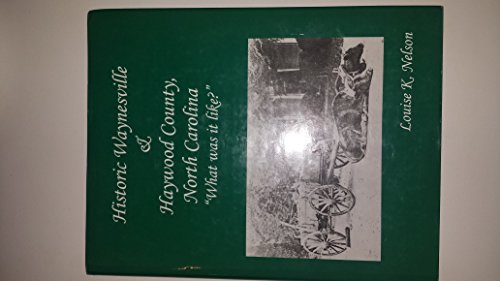 Historic Waynesville
&
Haywood County,
North Carolina
"What was it like?"
Louise K. Nelson